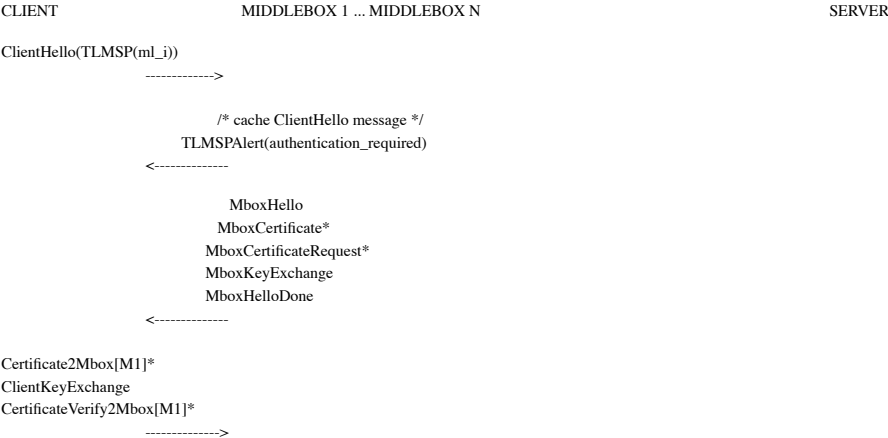 CLIENT MIDDLEBOX 1 ... MIDDLEBOX N SERVER
ClientHello(TLMSP(ml_i))
------------->
/* cache ClientHello message */
TLMSPAlert(authentication_required)
<--------------
MboxHello
MboxCertificate*
MboxCertificateRequest*
MboxKeyExchange
MboxHelloDone
<--------------
Certificate2Mbox[M1]*
ClientKeyExchange
CertificateVerify2Mbox[M1]*
-------------->